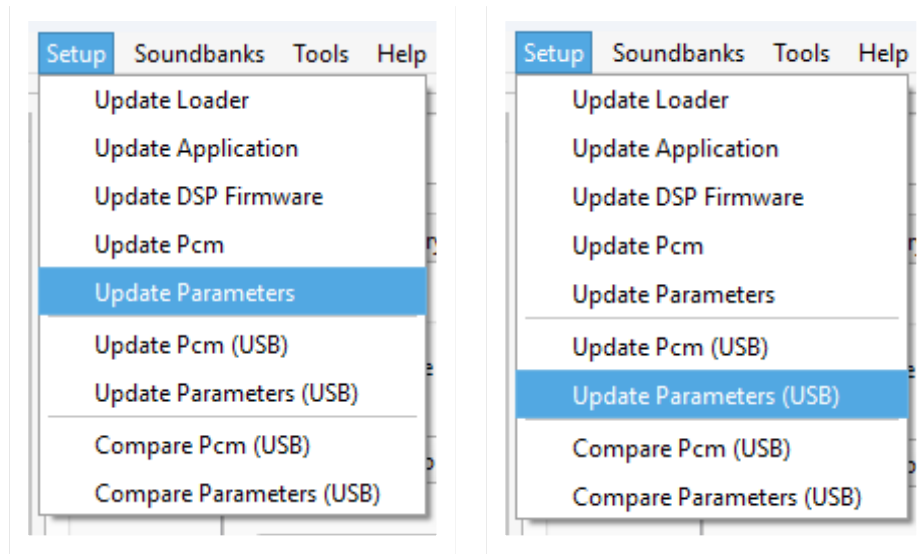 Setup Soundbanks Tools Help
Update Loader
Update Application
Update DSP Firmware
Update Pcm
Update Parameters
Update Pcm (USB)
Update Parameters (USB)
Compare Pcm (USB)
Compare Parameters (USB)
Setup Soundbanks Tools Help
Update Loader
Update Application
Update DSP Firmware
Update Pcm
Update Parameters
Update Pcm (USB)
Update Parameters (USB)
Compare Pcm (USB)
Compare Parameters (USB)